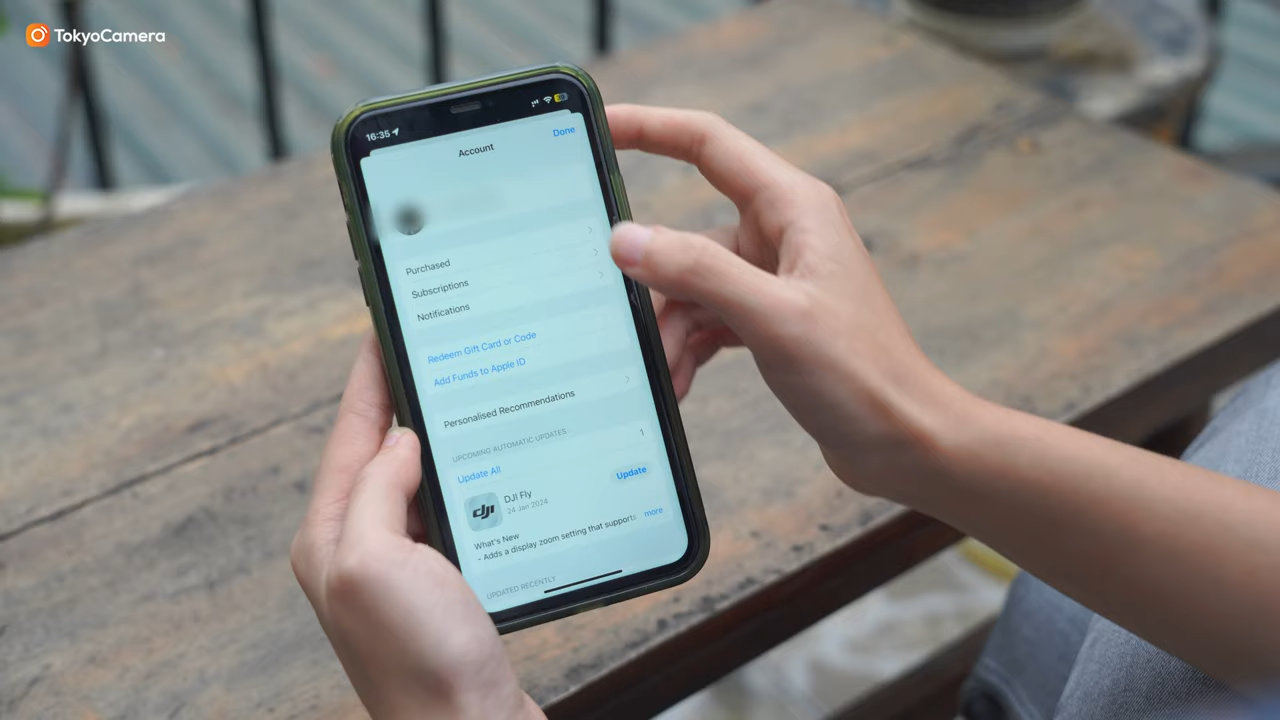 TokyoCamera
16:35
Done
Account
Purchased
Subscriptions
Notifications
Redeem Gift Card or Code
Add Funds to Apple ID
Personalised Recommendations
UPCOMING AUTOMATIC UPDATES
1
Update All
Update
dji
DJI Fly
24 Jan 2024
What's New
- Adds a display zoom setting that supports
more
UPDATED RECENTLY